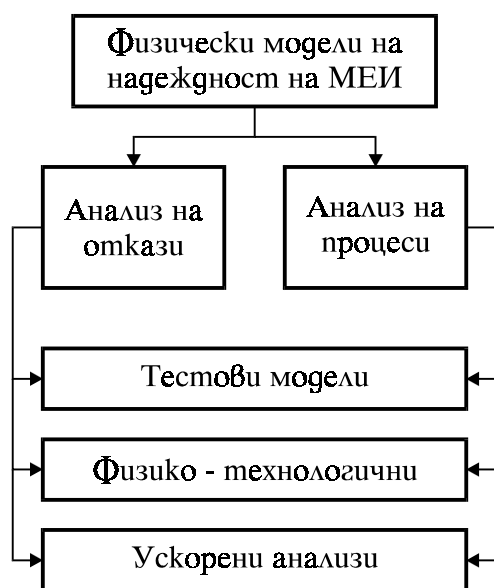 Физически модели на
надеждност на МЕИ
Анализ на
откази
Анализ на
процеси
Тестови модели
Физико - технологични
Ускорени анализи